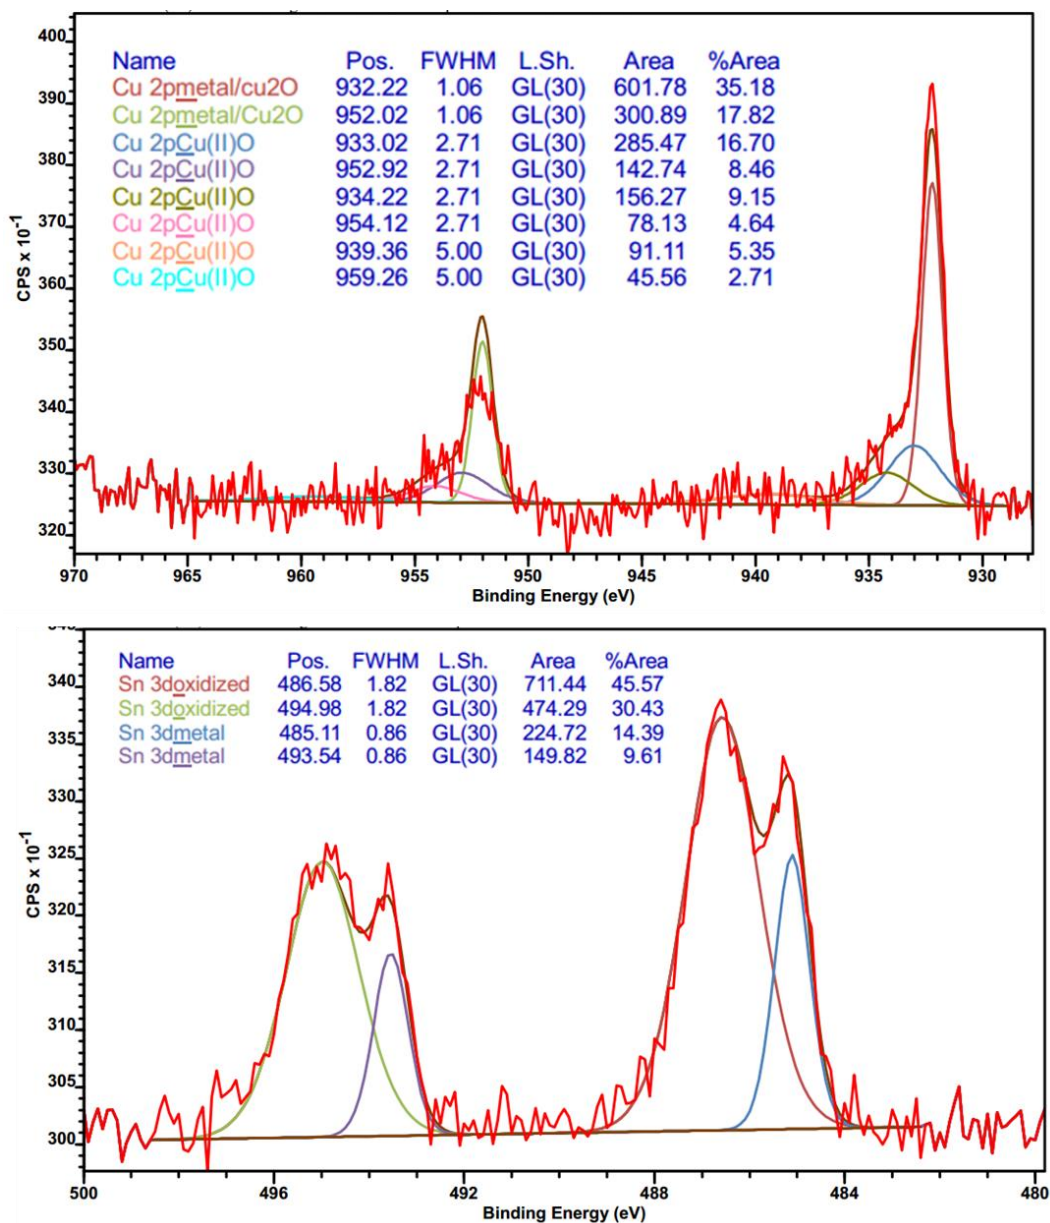 Name Pos. FWHM L.Sh. Area %Area
Cu 2pmetal/cu2O 932.22 1.06 GL(30) 601.78 35.18
Cu 2pmetal/Cu2O 952.02 1.06 GL(30) 300.89 17.82
Cu 2pCu(II)O 933.02 2.71 GL(30) 285.47 16.70
Cu 2pCu(II)O 952.92 2.71 GL(30) 142.74 8.46
Cu 2pCu(II)O 934.22 2.71 GL(30) 156.27 9.15
Cu 2pCu(II)O 954.12 2.71 GL(30) 78.13 4.64
Cu 2pCu(II)O 939.36 5.00 GL(30) 91.11 5.35
Cu 2pCu(II)O 959.26 5.00 GL(30) 45.56 2.71
400
390
380
370
360
350
340
330
320
CPS x 10⁻¹
970 965 960 955 950 945 940 935 930
Binding Energy (eV)
Name Pos. FWHM L.Sh. Area %Area
Sn 3doxidized 486.58 1.82 GL(30) 711.44 45.57
Sn 3doxidized 494.98 1.82 GL(30) 474.29 30.43
Sn 3dmetal 485.11 0.86 GL(30) 224.72 14.39
Sn 3dmetal 493.54 0.86 GL(30) 149.82 9.61
340
335
330
325
320
315
310
305
300
CPS x 10⁻¹
500 496 492 488 484 480
Binding Energy (eV)